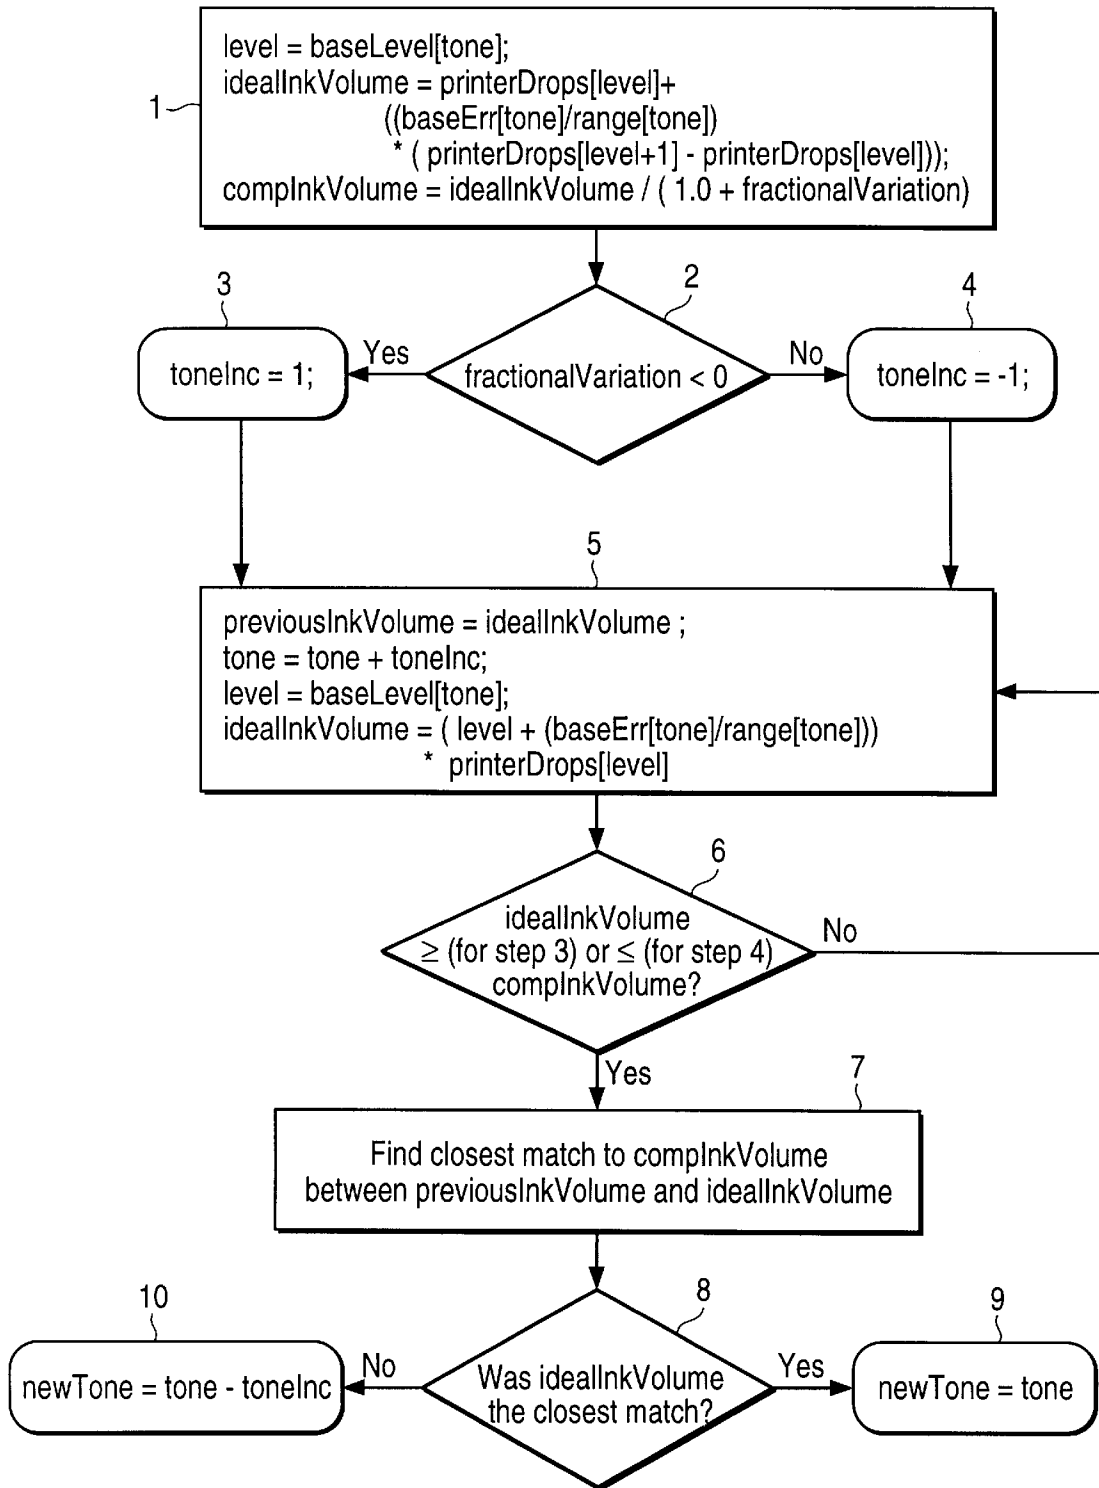 level = baseLevel[tone];
idealInkVolume = printerDrops[level]+
((baseErr[tone]/range[tone])
* ( printerDrops[level+1] - printerDrops[level]));
compInkVolume = idealInkVolume / ( 1.0 + fractionalVariation)
1
2
3
4
toneInc = 1;
Yes
fractionalVariation < 0
No
toneInc = -1;
5
previousInkVolume = idealInkVolume ;
tone = tone + toneInc;
level = baseLevel[tone];
idealInkVolume = ( level + (baseErr[tone]/range[tone]))
* printerDrops[level]
6
idealInkVolume
≥ (for step 3) or ≤ (for step 4)
compInkVolume?
No
Yes
7
Find closest match to compInkVolume
between previousInkVolume and idealInkVolume
10
8
9
newTone = tone - toneInc
No
Was idealInkVolume
the closest match?
Yes
newTone = tone